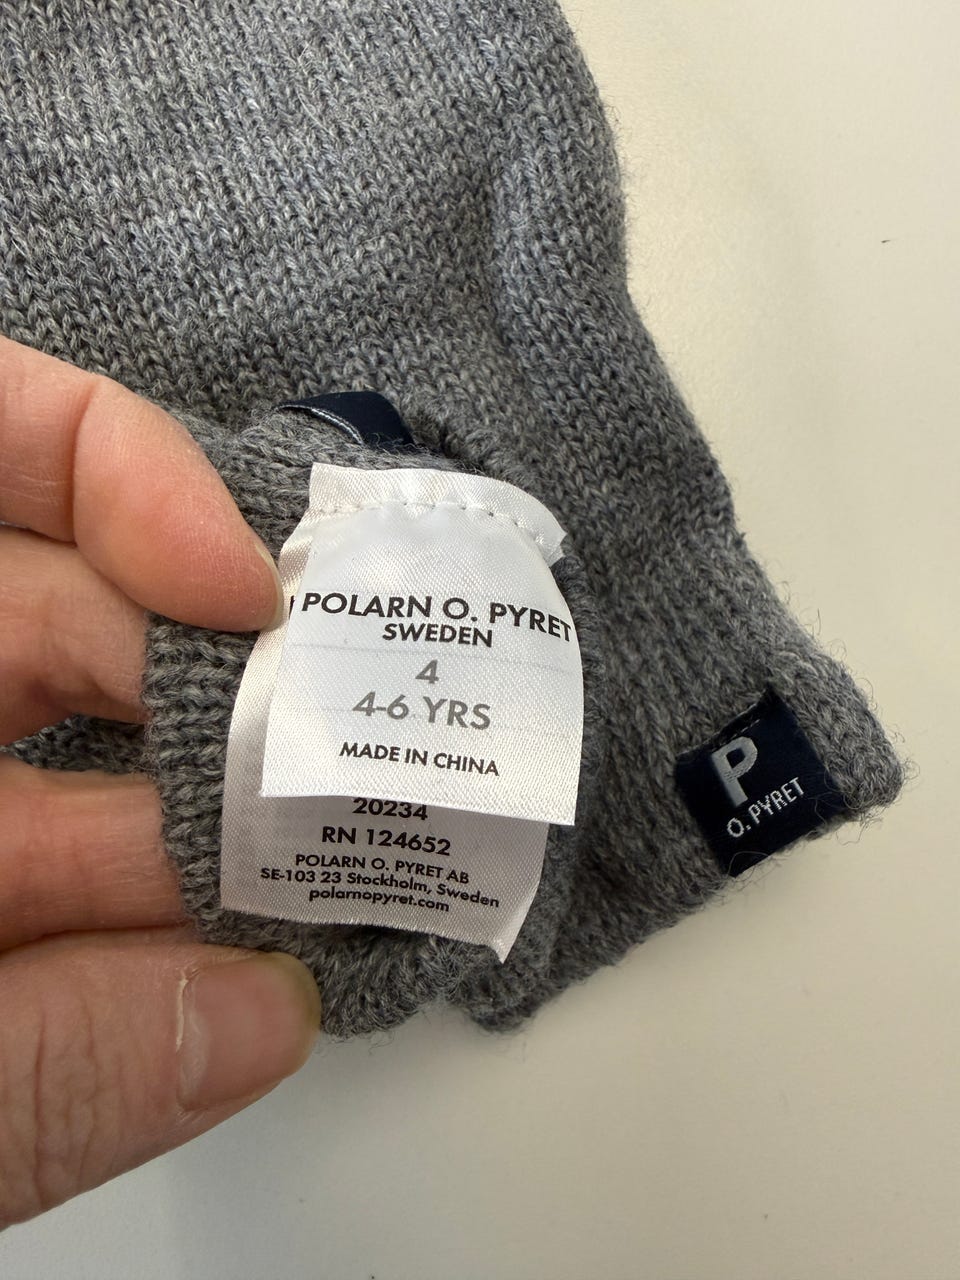 POLARN O. PYRET
SWEDEN
4
4-6 YRS
MADE IN CHINA
20234
RN 124652
POLARN O. PYRET AB
SE-103 23 Stockholm, Sweden
polarnopyret.com
P
O. PYRET